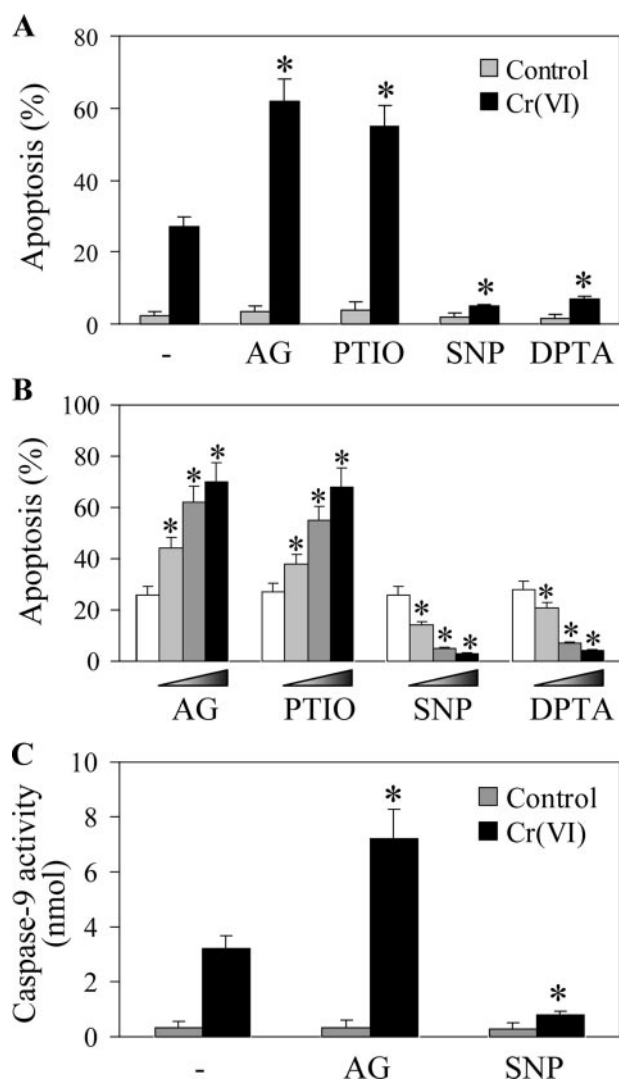 A
80
60
40
20
0
Apoptosis (%)
*
*
*
*
Control
Cr(VI)
- AG PTIO SNP DPTA
B
100
80
60
40
20
0
Apoptosis (%)
* * *
* * *
* * *
* * *
AG PTIO SNP DPTA
C
10
8
6
4
2
0
Caspase-9 activity
(nmol)
*
*
Control
Cr(VI)
- AG SNP